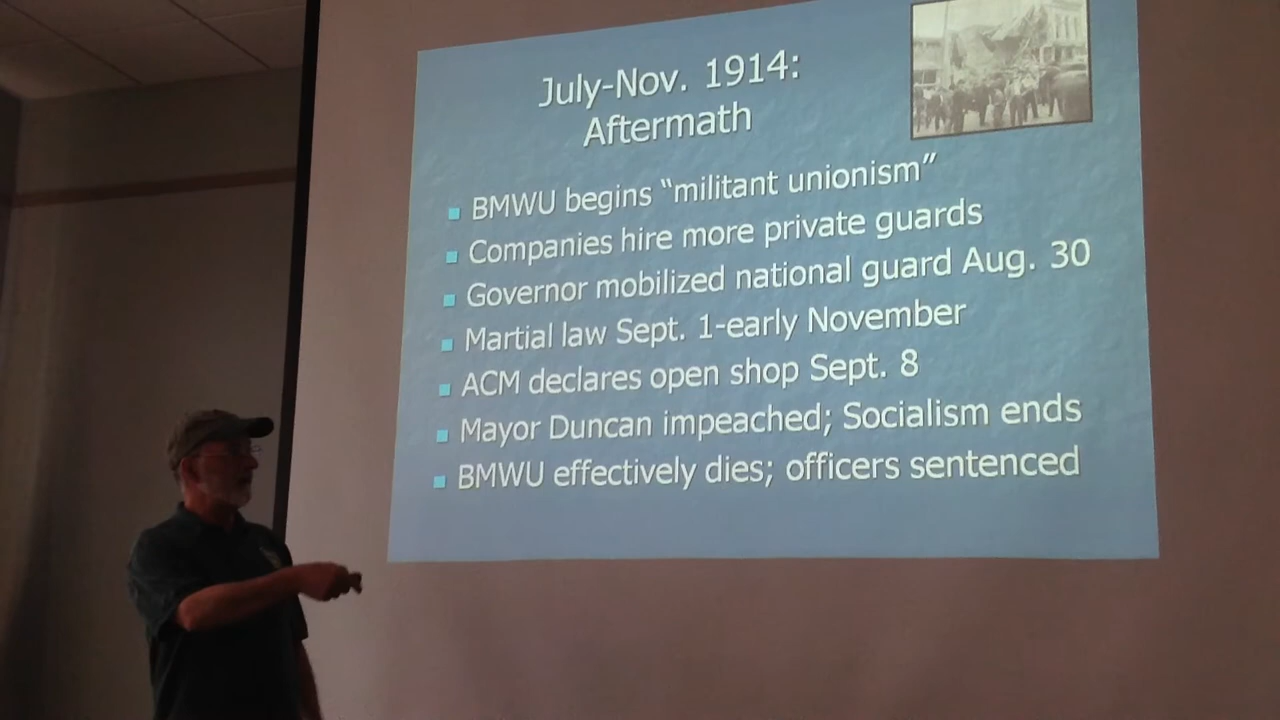 July-Nov. 1914:
Aftermath
BMWU begins “militant unionism”
Companies hire more private guards
Governor mobilized national guard Aug. 30
Martial law Sept. 1-early November
ACM declares open shop Sept. 8
Mayor Duncan impeached; Socialism ends
BMWU effectively dies; officers sentenced